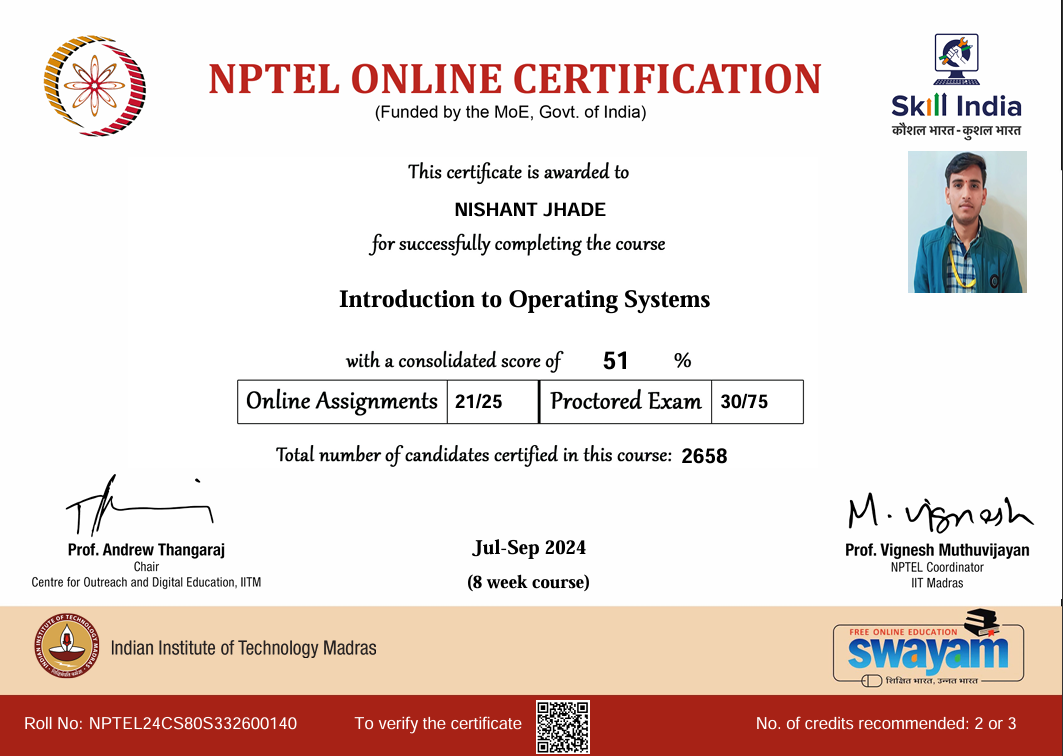 NPTEL ONLINE CERTIFICATION
(Funded by the MoE, Govt. of India)
Skill India
कौशल भारत - कुशल भारत
This certificate is awarded to
NISHANT JHADE
for successfully completing the course
Introduction to Operating Systems
with a consolidated score of 51 %
Online Assignments 21/25 Proctored Exam 30/75
Total number of candidates certified in this course: 2658
M. Vignesh
Prof. Andrew Thangaraj
Chair
Centre for Outreach and Digital Education, IITM
Jul-Sep 2024
(8 week course)
Prof. Vignesh Muthuvijayan
NPTEL Coordinator
IIT Madras
INDIAN INSTITUTE OF TECHNOLOGY MADRAS
Indian Institute of Technology Madras
FREE ONLINE EDUCATION
swayam
शिक्षित भारत, उन्नत भारत
Roll No: NPTEL24CS80S332600140
To verify the certificate
No. of credits recommended: 2 or 3